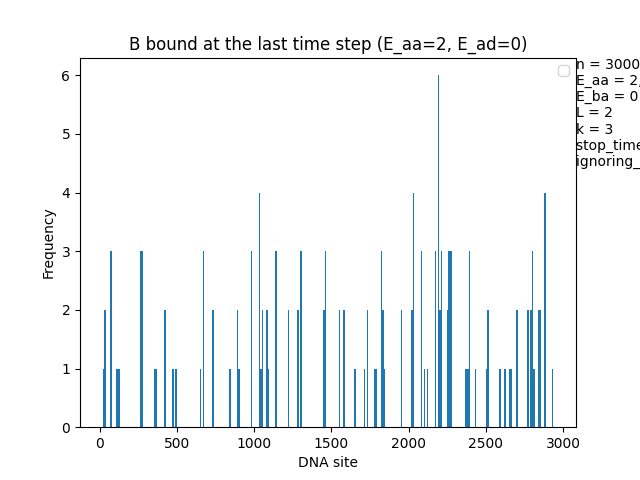 B bound at the last time step (E_aa=2, E_ad=0)
n = 3000
E_aa = 2,
E_ba = 0
L = 2
k = 3
stop_time
ignoring_
Frequency
6
5
4
3
2
1
0
0 500 1000 1500 2000 2500 3000
DNA site